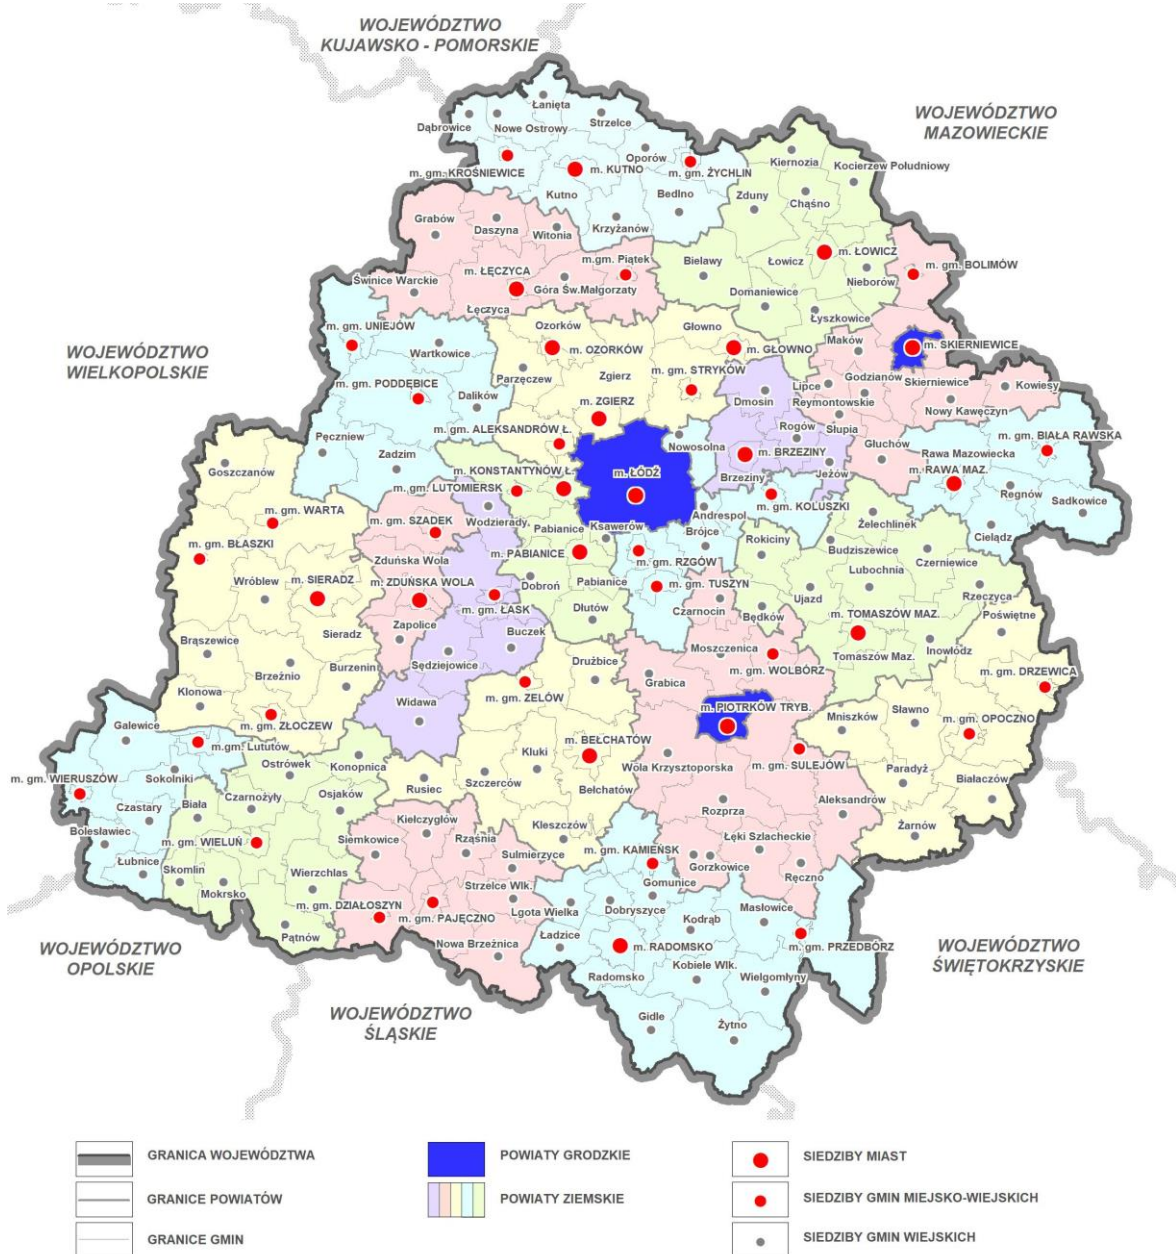 WOJEWÓDZTWO
KUJAWSKO - POMORSKIE
WOJEWÓDZTWO
MAZOWIECKIE
Łanięta
Dąbrowice
Nowe Ostrowy
Strzelce
Oporów
m. gm. KROŚNIEWICE
m. KUTNO
m. gm. ŻYCHLIN
Kutno
Bedlno
Krzyżanów
Kiernozia
Kocierzew Południowy
Zduny
Chąśno
Grabów
Daszyna
Witonia
m. ŁĘCZYCA
m.gm. Piątek
Świnice Warckie
Góra Św.Małgorzaty
Łęczyca
Bielawy
Łowicz
m. ŁOWICZ
Nieborów
m. gm. BOLIMÓW
Domaniewice
Łyszkowice
WOJEWÓDZTWO
WIELKOPOLSKIE
m. gm. UNIEJÓW
Wartkowice
m. gm. PODDĘBICE
Dalików
Pęczniew
Zadzim
Ozorków
m. OZORKÓW
Głowno
m. GŁOWNO
Parzęczew
Zgierz
m. gm. STRYKÓW
m. ZGIERZ
m. gm. ALEKSANDRÓW Ł.
Maków
m. SKIERNIEWICE
Lipce
Reymontowskie
Godzianów
Skierniewice
Kowiesy
Nowy Kawęczyn
Słupia
Głuchów
Dmosin
Rogów
m. BRZEZINY
Brzeziny
Jeżów
Nowosolna
m. ŁÓDŹ
m. gm. BIAŁA RAWSKA
Rawa Mazowiecka
m. RAWA MAZ.
Regnów
Sadkowice
Cielądz
m. KONSTANTYNÓW Ł.
m. gm. LUTOMIERSK
Wodzierady
Goszczanów
m. gm. WARTA
m. gm. BŁASZKI
m. gm. SZADEK
Zduńska Wola
m. ZDUŃSKA WOLA
Zapolice
Wróblew
m. SIERADZ
Sieradz
Brąszewice
Brzeźnio
Burzenin
Klonowa
m. gm. ZŁOCZEW
Pabianice
Ksawerów
m. PABIANICE
Dobroń
Pabianice
Dłutów
Andrespol
m. gm. KOLUSZKI
Brójce
m. gm. RZGÓW
m. gm. TUSZYN
Rokiciny
Żelechlinek
Budziszewice
Czerniewice
Lubochnia
Ujazd
Rzeczyca
m. TOMASZÓW MAZ.
Będków
Tomaszów Maz.
Inowłódz
m. gm. ŁASK
Buczek
Sędziejowice
Widawa
Czarnocin
Moszczenica
m. gm. WOLBÓRZ
Grabica
m. PIOTRKÓW TRYB.
Wola Krzysztoporska
m. gm. SULEJÓW
Rozprza
Aleksandrów
Łęki Szlacheckie
Gorzkowice
Ręczno
Poświętne
m. gm. DRZEWICA
Mniszków
Sławno
m. gm. OPOCZNO
Paradyż
Białaczów
Żarnów
Drużbice
m. gm. ZELÓW
Kluki
m. BEŁCHATÓW
Bełchatów
Szczerców
Rusiec
Kleszczów
Galewice
m. gm. Lututów
m. gm. WIERUSZÓW
Sokolniki
Czastary
Bolesławiec
Łubnice
Ostrówek
Konopnica
Czarnożyły
Osjaków
Biała
m. gm. WIELUŃ
Skomlin
Wierzchlas
Mokrsko
Pątnów
Kiełczygłów
Siemkowice
Rząśnia
Sulmierzyce
Strzelce Wlk.
m. gm. DZIAŁOSZYN
m. gm. PAJĘCZNO
Nowa Brzeźnica
m. gm. KAMIEŃSK
Gomunice
Lgota Wielka
Dobryszyce
Ładzice
Kodrąb
Masłowice
m. RADOMSKO
Radomsko
m. gm. PRZEDBÓRZ
Kobiele Wlk.
Wielgomłyny
Gidle
Żytno
WOJEWÓDZTWO
OPOLSKIE
WOJEWÓDZTWO
ŚLĄSKIE
WOJEWÓDZTWO
ŚWIĘTOKRZYSKIE
GRANICA WOJEWÓDZTWA
GRANICE POWIATÓW
GRANICE GMIN
POWIATY GRODZKIE
POWIATY ZIEMSKIE
SIEDZIBY MIAST
SIEDZIBY GMIN MIEJSKO-WIEJSKICH
SIEDZIBY GMIN WIEJSKICH